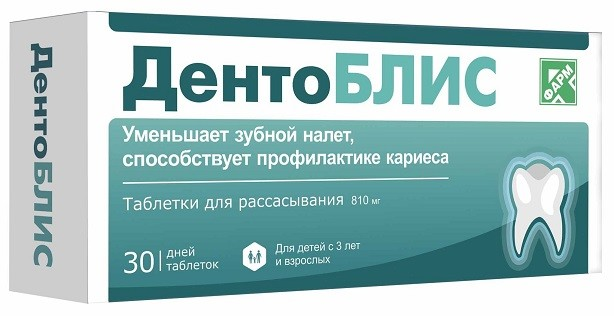 ДентоБЛИС
ДентоБЛИС
ФАРМ
Уменьшает зубной налет,
способствует профилактике кариеса
Таблетки для рассасывания 810 мг
30 дней
таблеток
Для детей с 3 лет
и взрослых